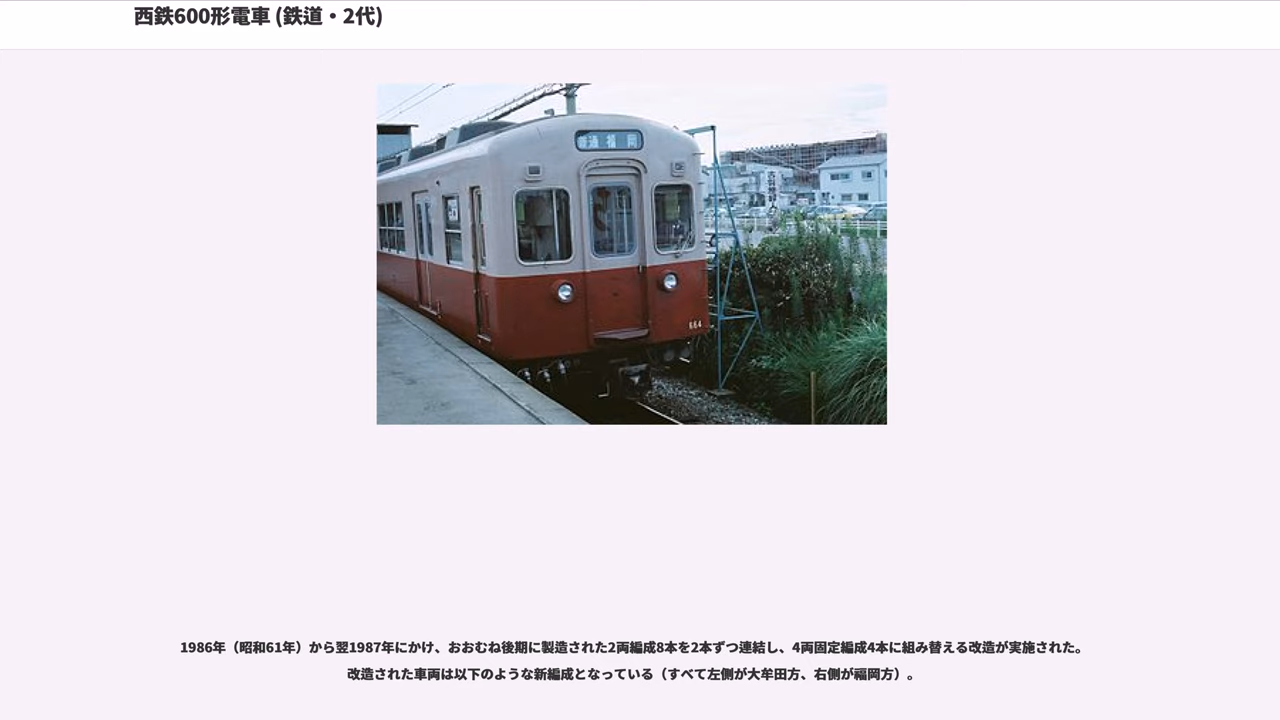 西鉄600形電車 (鉄道・2代)
普通 福岡
664
1986年（昭和61年）から翌1987年にかけ、おおむね後期に製造された2両編成8本を2本ずつ連結し、4両固定編成4本に組み替える改造が実施された。
改造された車両は以下のような新編成となっている（すべて左側が大牟田方、右側が福岡方）。